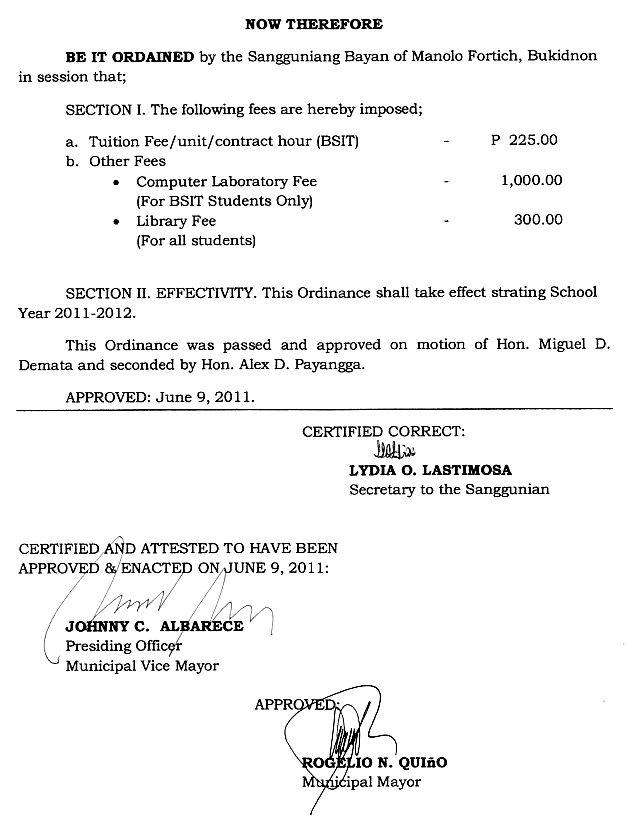 NOW THEREFORE
BE IT ORDAINED by the Sangguniang Bayan of Manolo Fortich, Bukidnon
in session that;
SECTION I. The following fees are hereby imposed;
a. Tuition Fee/unit/contract hour (BSIT) - P 225.00
b. Other Fees
• Computer Laboratory Fee - 1,000.00
(For BSIT Students Only)
• Library Fee - 300.00
(For all students)
SECTION II. EFFECTIVITY. This Ordinance shall take effect strating School
Year 2011-2012.
This Ordinance was passed and approved on motion of Hon. Miguel D.
Demata and seconded by Hon. Alex D. Payangga.
APPROVED: June 9, 2011.
CERTIFIED CORRECT:
LYDIA O. LASTIMOSA
Secretary to the Sanggunian
CERTIFIED AND ATTESTED TO HAVE BEEN
APPROVED & ENACTED ON JUNE 9, 2011:
JOHNNY C. ALBARECE
Presiding Officer
Municipal Vice Mayor
APPROVED:
ROGELIO N. QUIñO
Municipal Mayor